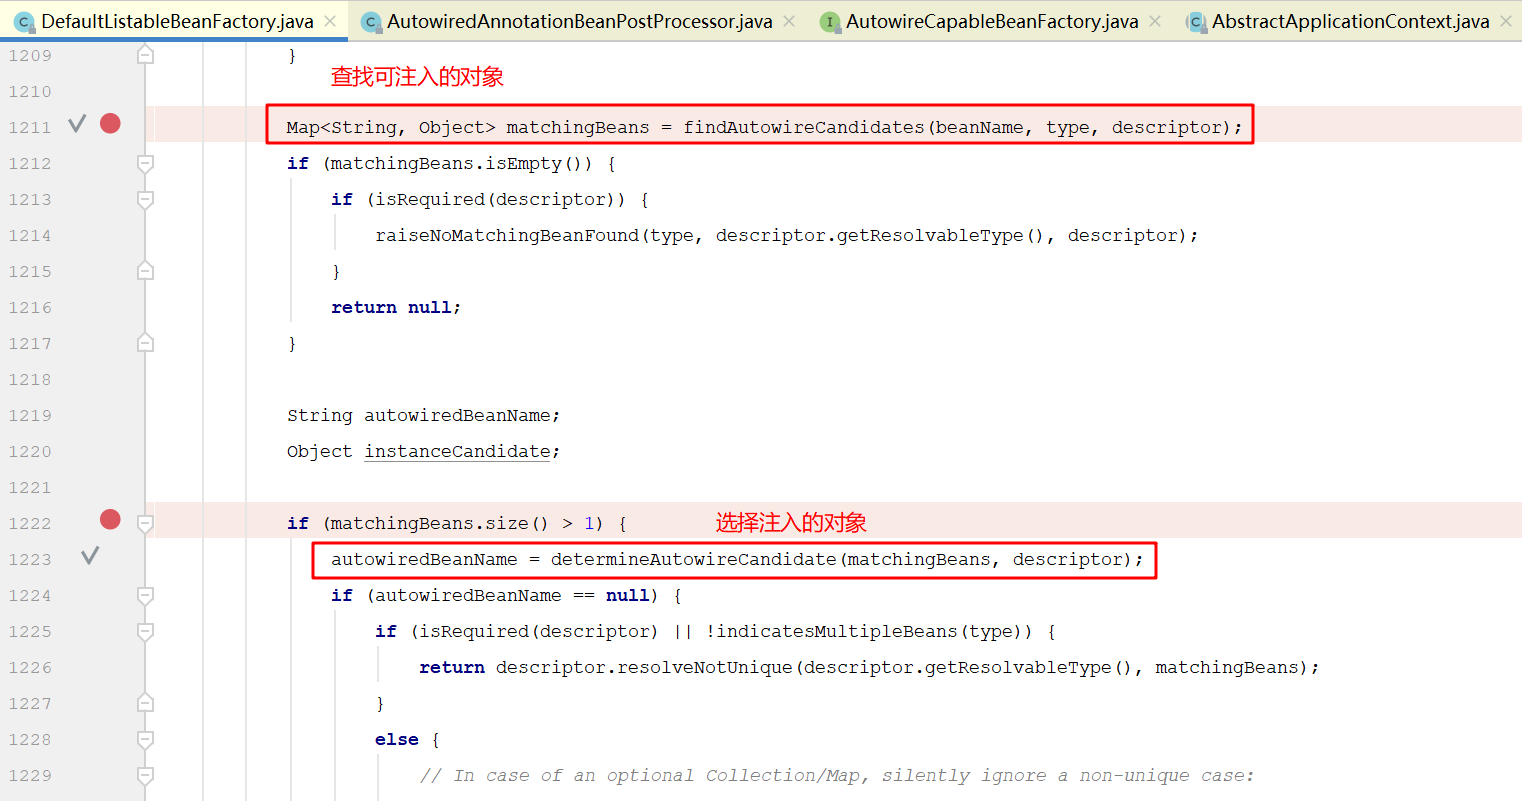 DefaultListableBeanFactory.java × AutowiredAnnotationBeanPostProcessor.java × AutowireCapableBeanFactory.java × AbstractApplicationContext.java ×
1209 }
1210 查找可注入的对象
1211 Map<String, Object> matchingBeans = findAutowireCandidates(beanName, type, descriptor);
1212 if (matchingBeans.isEmpty()) {
1213 if (isRequired(descriptor)) {
1214 raiseNoMatchingBeanFound(type, descriptor.getResolvableType(), descriptor);
1215 }
1216 return null;
1217 }
1218
1219 String autowiredBeanName;
1220 Object instanceCandidate;
1221
1222 if (matchingBeans.size() > 1) { 选择注入的对象
1223 autowiredBeanName = determineAutowireCandidate(matchingBeans, descriptor);
1224 if (autowiredBeanName == null) {
1225 if (isRequired(descriptor) || !indicatesMultipleBeans(type)) {
1226 return descriptor.resolveNotUnique(descriptor.getResolvableType(), matchingBeans);
1227 }
1228 else {
1229 // In case of an optional Collection/Map, silently ignore a non-unique case: